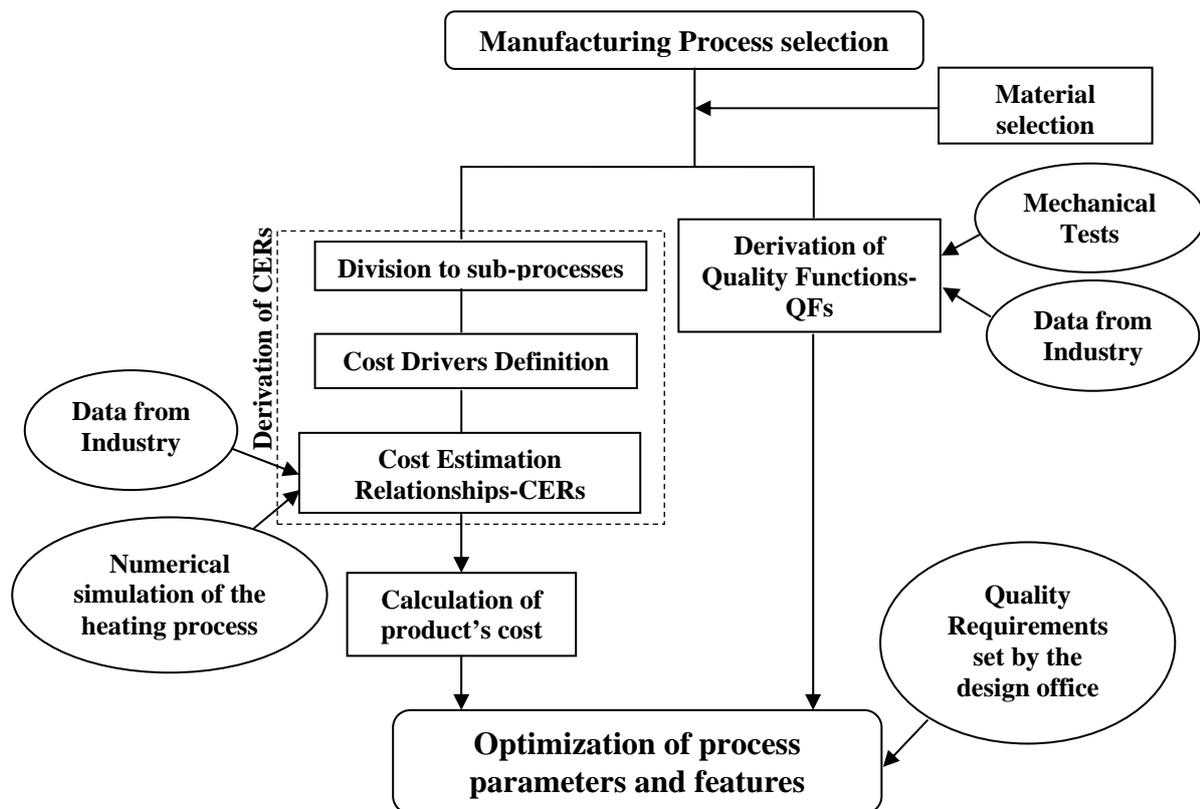 Manufacturing Process selection
Material
selection
Mechanical
Tests
Derivation of
Quality Functions-
QFs
Data from
Industry
Derivation of CERs
Division to sub-processes
Cost Drivers Definition
Cost Estimation
Relationships-CERs
Data from
Industry
Numerical
simulation of the
heating process
Calculation of
product’s cost
Quality
Requirements
set by the
design office
Optimization of process
parameters and features